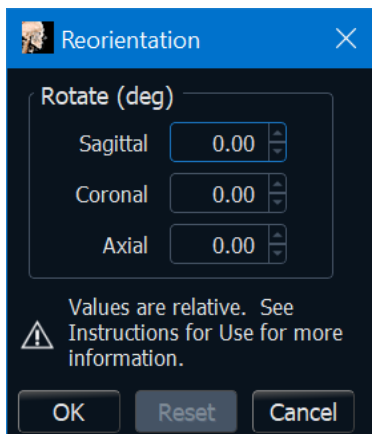 Reorientation
Rotate (deg)
Sagittal 0.00
Coronal 0.00
Axial 0.00
Values are relative. See
Instructions for Use for more
information.
OK Reset Cancel